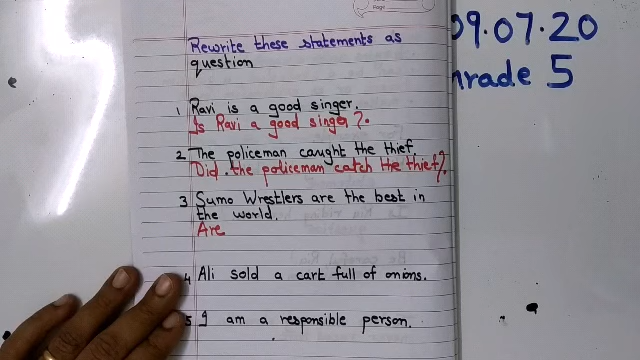 Page
09.07.20
Grade 5
Rewrite these statements as
question
1 Ravi is a good singer.
Is Ravi a good singer?.
2 The policeman caught the thief.
Did . the policeman catch the thief?.
3 Sumo Wrestlers are the best in
the world.
Are
4 Ali sold a cart full of onions.
5 I am a responsible person.